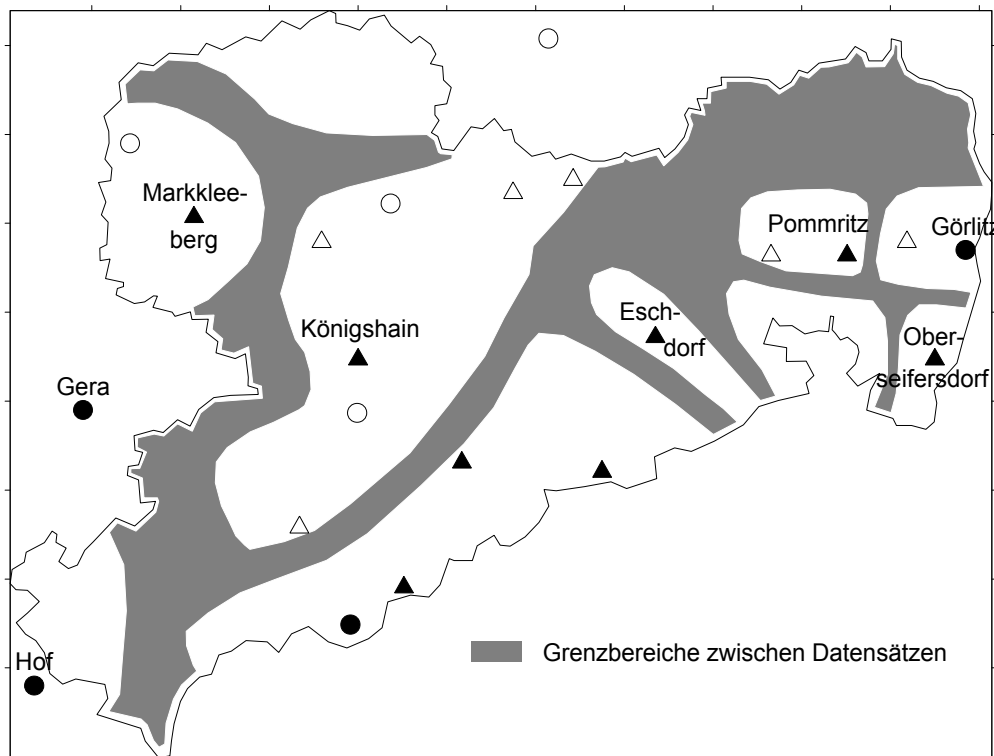 Markklee-
berg
Pommritz
Görlitz
Esch-
dorf
Königshain
Ober-
seifersdorf
Gera
Grenzbereiche zwischen Datensätzen
Hof